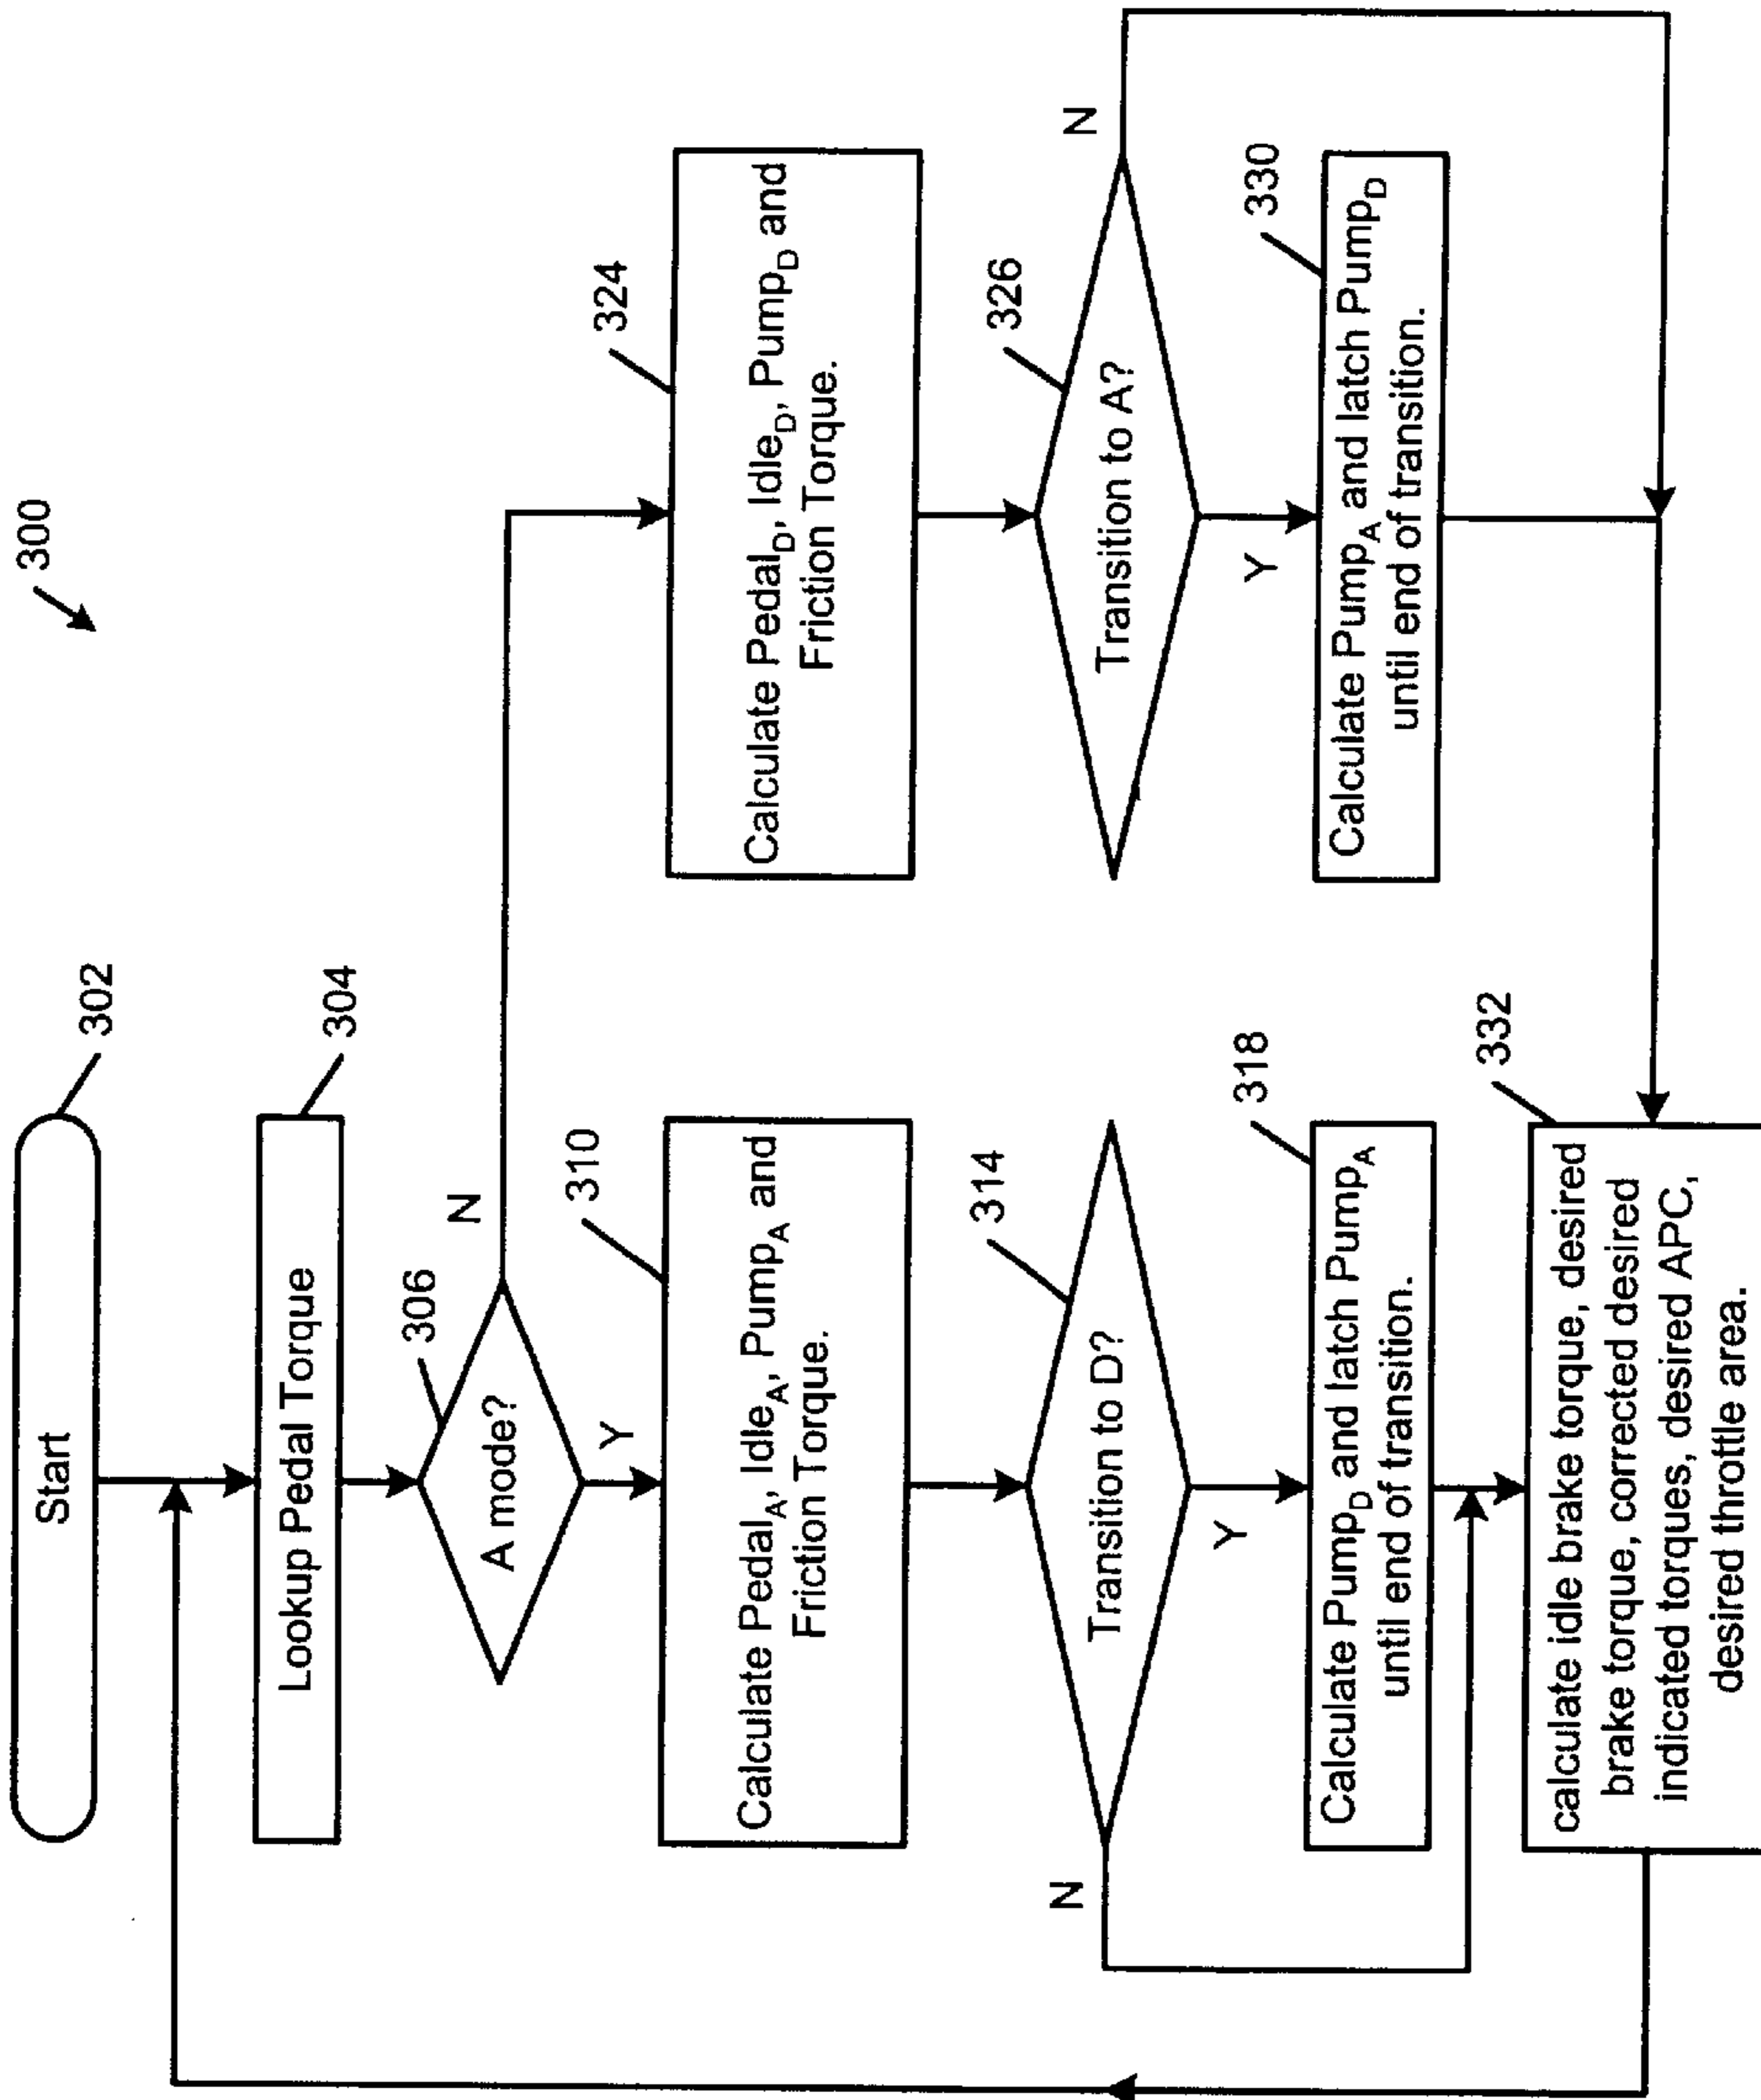 300
Start
302
Lookup Pedal Torque
304
A mode?
306
N
Y
Calculate Pedal_A, Idle_A, Pump_A and
Friction Torque.
310
Transition to D?
314
N
Y
Calculate Pump_D and latch Pump_A
until end of transition.
318
Calculate Pedal_D, Idle_D, Pump_D and
Friction Torque.
324
Transition to A?
326
N
Y
Calculate Pump_A and latch Pump_D
until end of transition.
330
calculate idle brake torque, desired
brake torque, corrected desired
indicated torques, desired APC,
desired throttle area.
332